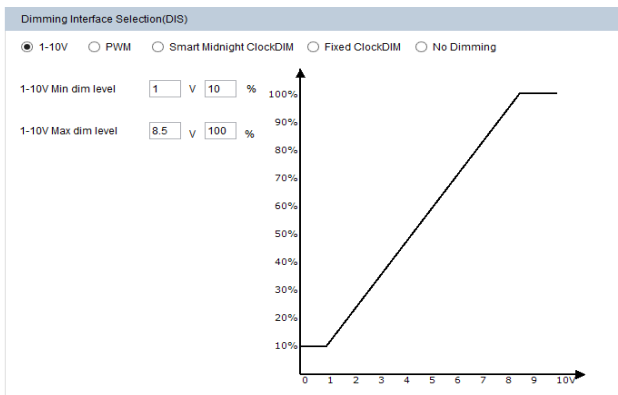 Dimming Interface Selection(DIS)
1-10V PWM Smart Midnight ClockDIM Fixed ClockDIM No Dimming
1-10V Min dim level 1 V 10 %
1-10V Max dim level 8.5 V 100 %
100%
90%
80%
70%
60%
50%
40%
30%
20%
10%
0 1 2 3 4 5 6 7 8 9 10V